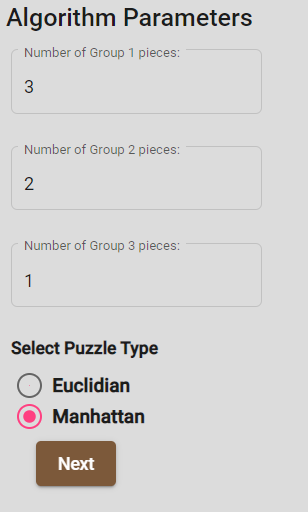 Algorithm Parameters
Number of Group 1 pieces:
3
Number of Group 2 pieces:
2
Number of Group 3 pieces:
1
Select Puzzle Type
Euclidian
Manhattan
Next